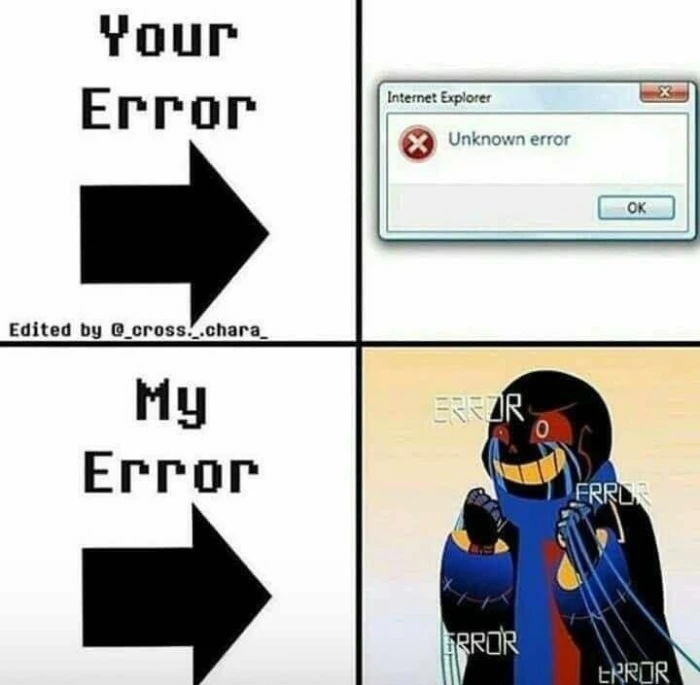 Your
Error
Internet Explorer
Unknown error
OK
Edited by @_cross._.chara_
My
Error
ERROR
ERROR
ERROR
ERROR